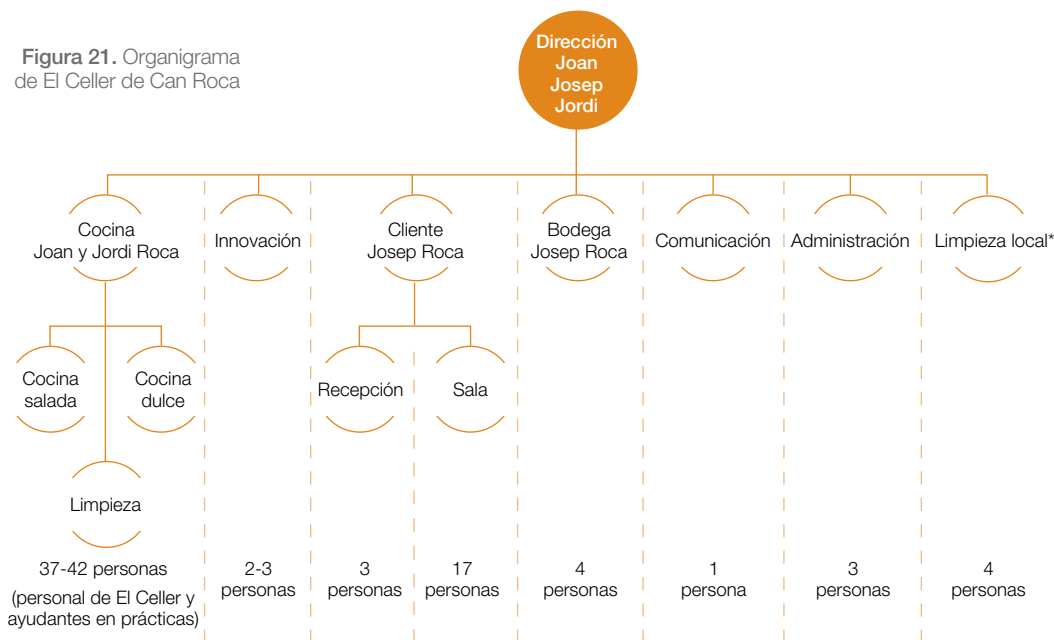 Figura 21. Organigrama
de El Celler de Can Roca
Dirección
Joan
Josep
Jordi
Cocina
Joan y Jordi Roca
Innovación
Cliente
Josep Roca
Bodega
Josep Roca
Comunicación
Administración
Limpieza local*
Cocina
salada
Cocina
dulce
Recepción
Sala
Limpieza
37-42 personas
(personal de El Celler y
ayudantes en prácticas)
2-3
personas
3
personas
17
personas
4
personas
1
persona
3
personas
4
personas